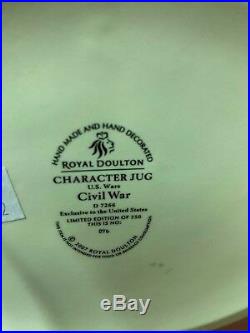 HAND MADE AND HAND DECORATED
ROYAL DOULTON
CHARACTER JUG
U.S. Wars
Civil War
D 7266
Exclusive to the United States
LIMITED EDITION OF 250
THIS IS NO:
096
© 2007 ROYAL DOULTON